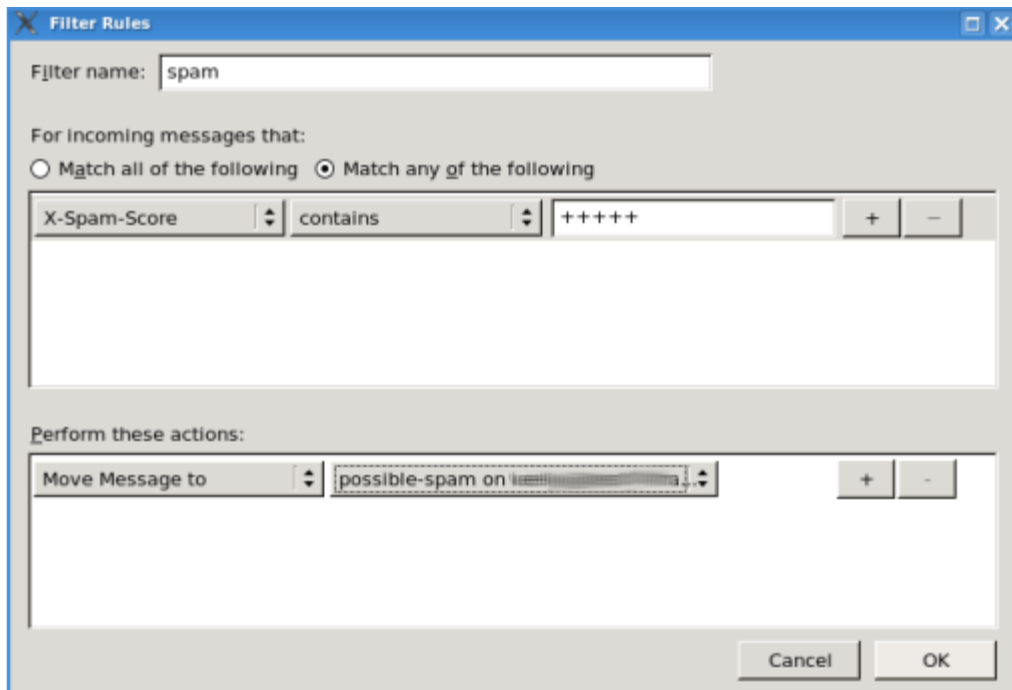 Filter Rules
Filter name: spam
For incoming messages that:
Match all of the following Match any of the following
X-Spam-Score contains +++++ + –
Perform these actions:
Move Message to possible-spam on a... + -
Cancel OK